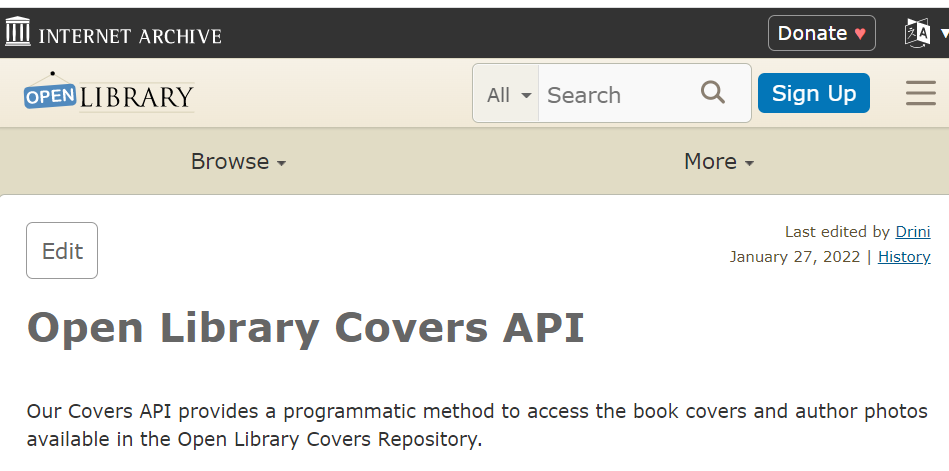 INTERNET ARCHIVE
Donate ♥
OPEN LIBRARY
All
Search
Sign Up
Browse
More
Edit
Last edited by Drini
January 27, 2022 | History
Open Library Covers API
Our Covers API provides a programmatic method to access the book covers and author photos
available in the Open Library Covers Repository.